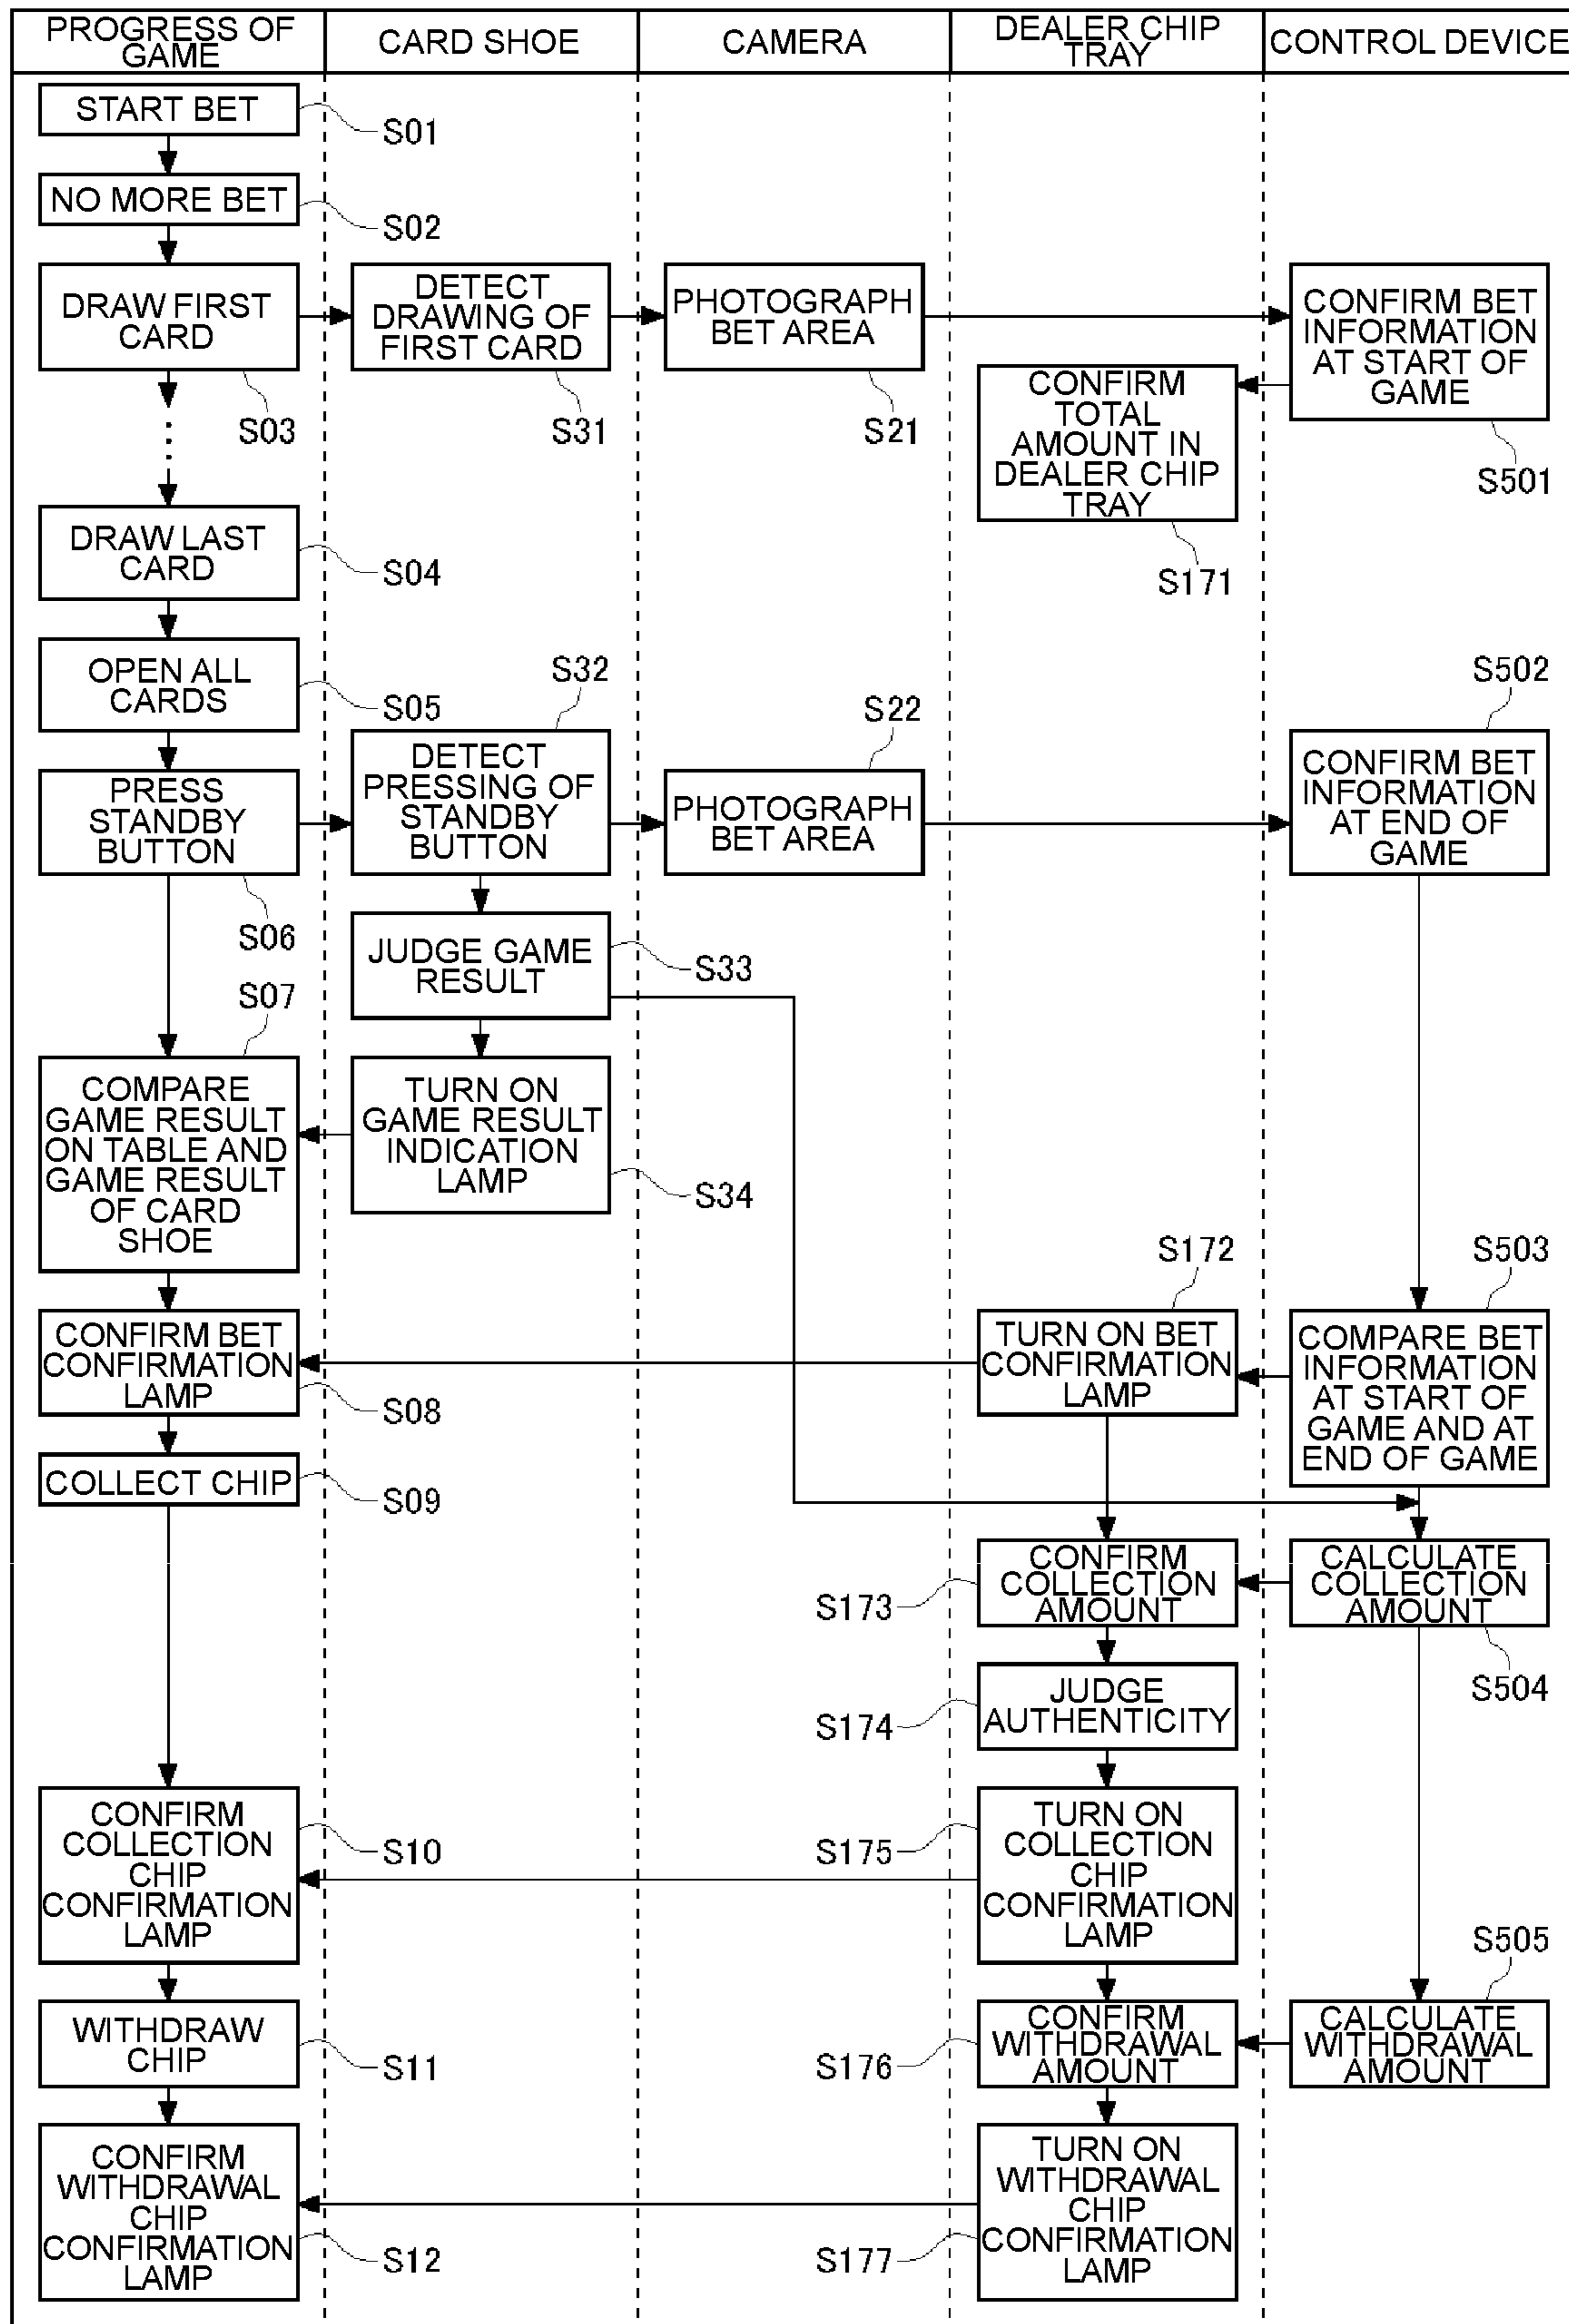 PROGRESS OF
GAME
CARD SHOE
CAMERA
DEALER CHIP
TRAY
CONTROL DEVICE
START BET
S01
NO MORE BET
S02
DRAW FIRST
CARD
S03
DETECT
DRAWING OF
FIRST CARD
S31
PHOTOGRAPH
BET AREA
S21
CONFIRM BET
INFORMATION
AT START OF
GAME
S501
CONFIRM
TOTAL
AMOUNT IN
DEALER CHIP
TRAY
S171
DRAW LAST
CARD
S04
OPEN ALL
CARDS
S05
PRESS
STANDBY
BUTTON
S06
S32
DETECT
PRESSING OF
STANDBY
BUTTON
S22
PHOTOGRAPH
BET AREA
S502
CONFIRM BET
INFORMATION
AT END OF
GAME
JUDGE GAME
RESULT
S33
S07
COMPARE
GAME RESULT
ON TABLE AND
GAME RESULT
OF CARD
SHOE
TURN ON
GAME RESULT
INDICATION
LAMP
S34
CONFIRM BET
CONFIRMATION
LAMP
S08
S172
TURN ON BET
CONFIRMATION
LAMP
S503
COMPARE BET
INFORMATION
AT START OF
GAME AND AT
END OF GAME
COLLECT CHIP
S09
S173
CONFIRM
COLLECTION
AMOUNT
CALCULATE
COLLECTION
AMOUNT
S504
S174
JUDGE
AUTHENTICITY
CONFIRM
COLLECTION
CHIP
CONFIRMATION
LAMP
S10
S175
TURN ON
COLLECTION
CHIP
CONFIRMATION
LAMP
S505
WITHDRAW
CHIP
S11
S176
CONFIRM
WITHDRAWAL
AMOUNT
CALCULATE
WITHDRAWAL
AMOUNT
CONFIRM
WITHDRAWAL
CHIP
CONFIRMATION
LAMP
S12
S177
TURN ON
WITHDRAWAL
CHIP
CONFIRMATION
LAMP